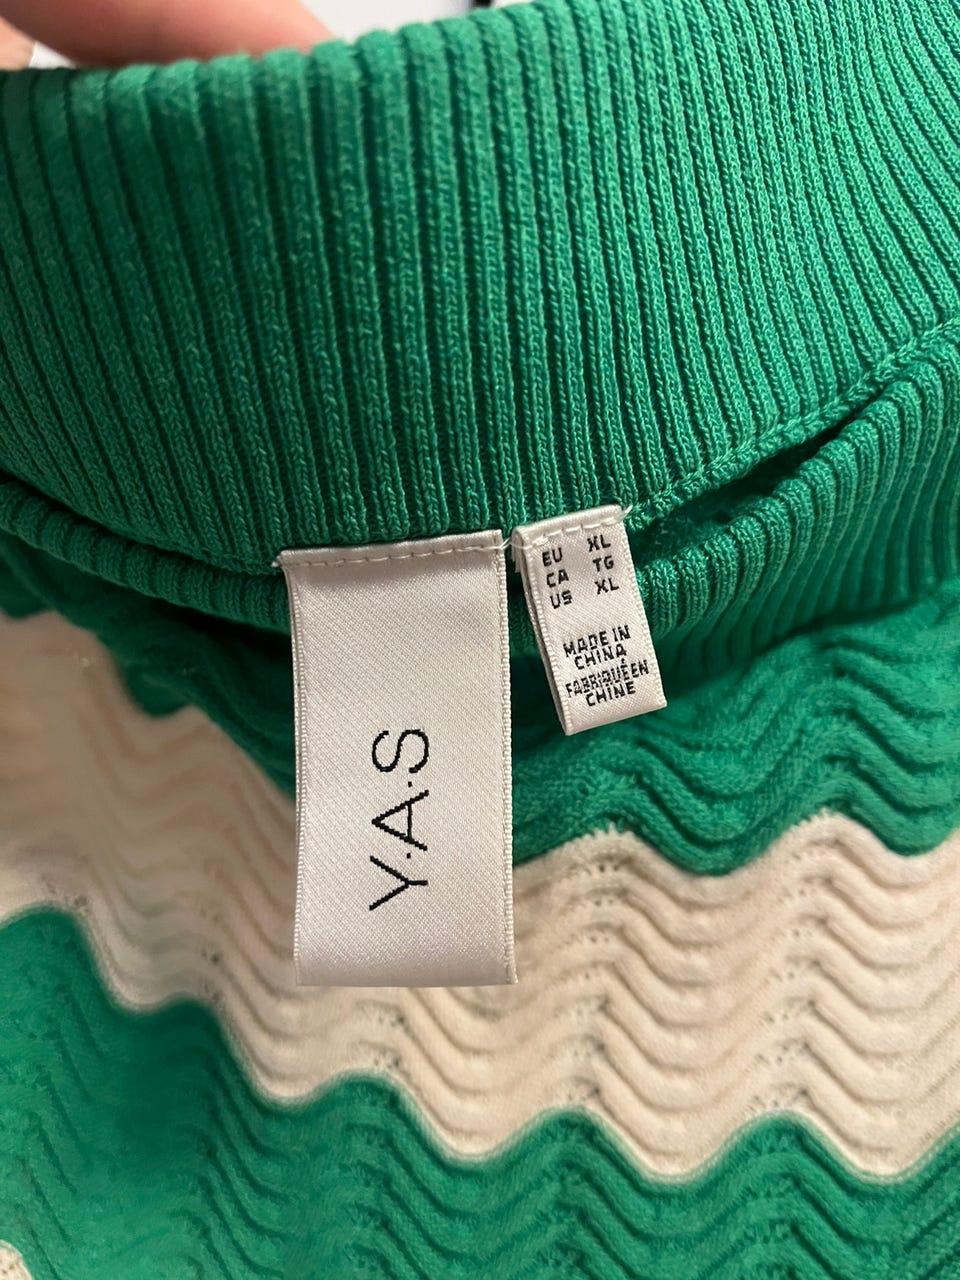 Y·A·S
EU XL
CA TG
US XL
MADE IN
CHINA
FABRIQUÉ EN
CHINE